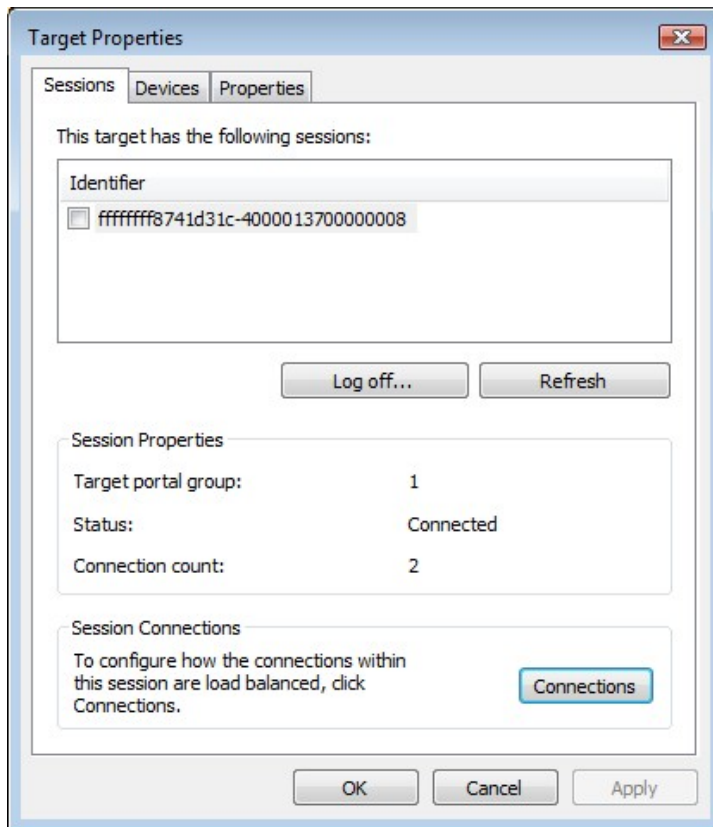 Target Properties
Sessions Devices Properties
This target has the following sessions:
Identifier
ffffffff8741d31c-4000013700000008
Log off... Refresh
Session Properties
Target portal group: 1
Status: Connected
Connection count: 2
Session Connections
To configure how the connections within
this session are load balanced, click
Connections.
Connections
OK Cancel Apply